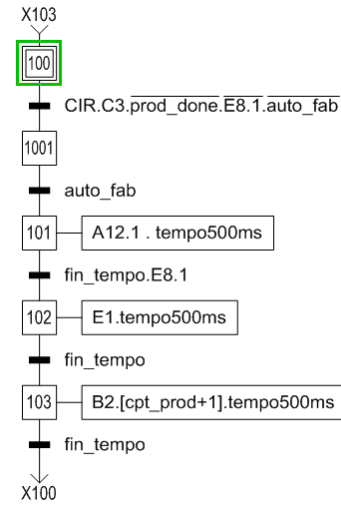 X103
100
CIR.C3.prod_done.E8.1.auto_fab
1001
auto_fab
101 A12.1 . tempo500ms
fin_tempo.E8.1
102 E1.tempo500ms
fin_tempo
103 B2.[cpt_prod+1].tempo500ms
fin_tempo
X100